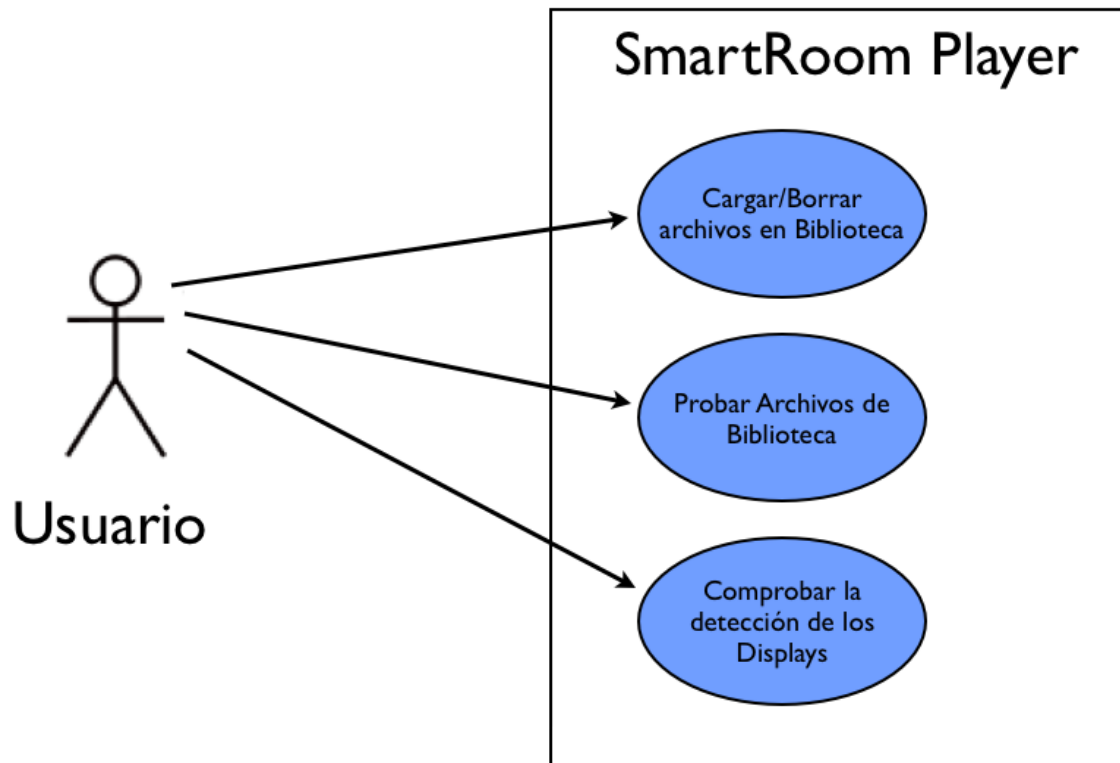 SmartRoom Player
Cargar/Borrar
archivos en Biblioteca
Probar Archivos de
Biblioteca
Usuario
Comprobar la
detección de los
Displays